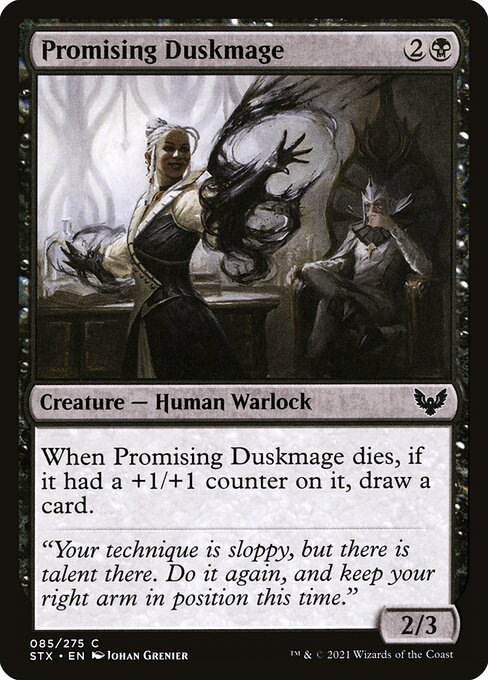 Promising Duskmage 2
Creature — Human Warlock
When Promising Duskmage dies, if
it had a +1/+1 counter on it, draw a
card.
“Your technique is sloppy, but there is
talent there. Do it again, and keep your
right arm in position this time.”
2/3
085/275 C
STX • EN Johan Grenier
™ & © 2021 Wizards of the Coast